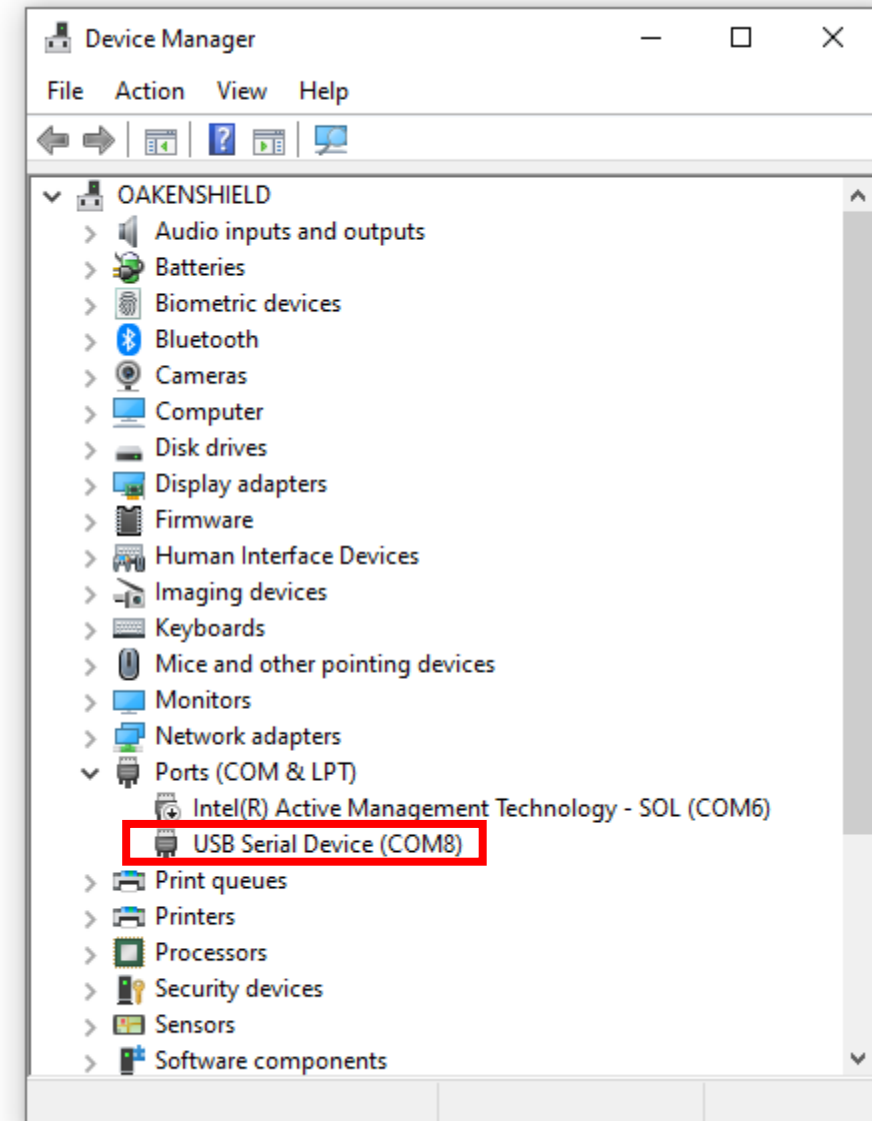 Device Manager
File Action View Help
OAKENSHIELD
Audio inputs and outputs
Batteries
Biometric devices
Bluetooth
Cameras
Computer
Disk drives
Display adapters
Firmware
Human Interface Devices
Imaging devices
Keyboards
Mice and other pointing devices
Monitors
Network adapters
Ports (COM & LPT)
Intel(R) Active Management Technology - SOL (COM6)
USB Serial Device (COM8)
Print queues
Printers
Processors
Security devices
Sensors
Software components